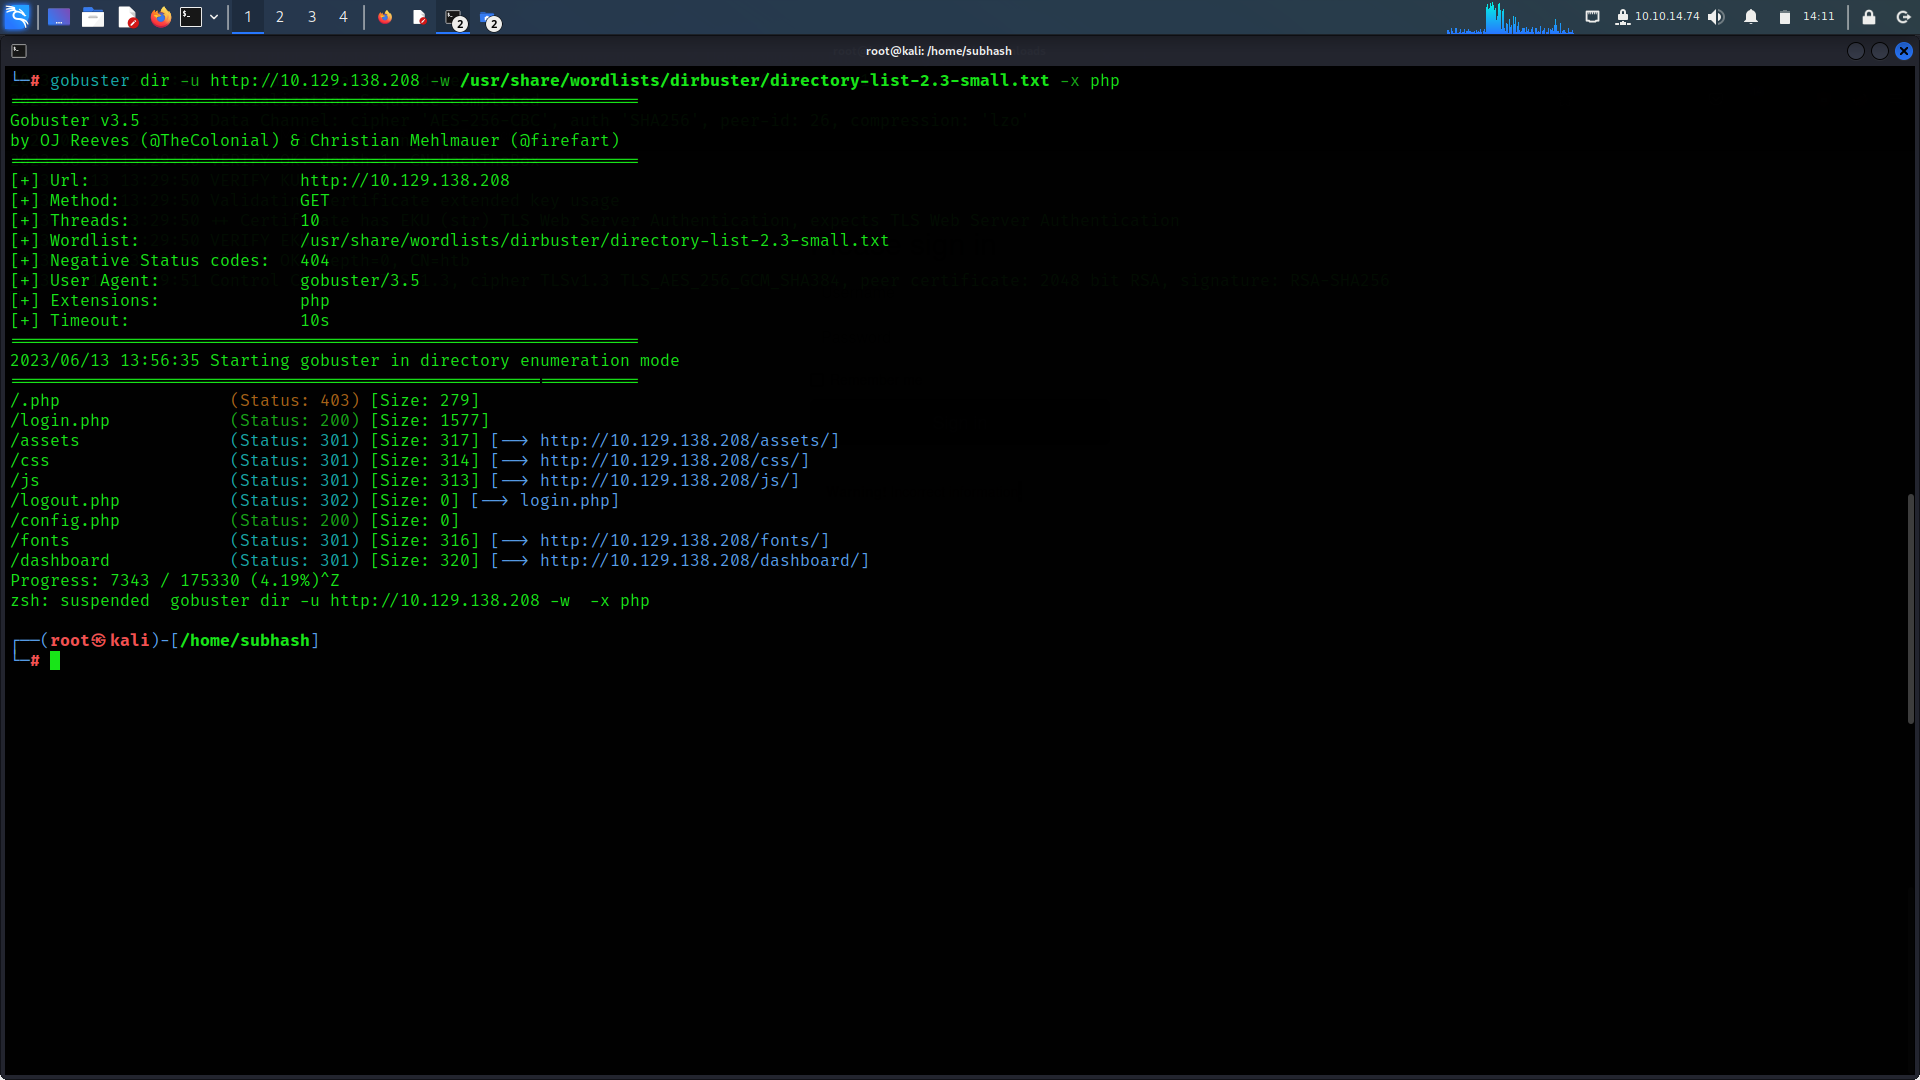 1 2 3 4 2 2 10.10.14.74 14:11
root@kali: /home/subhash
└─# gobuster dir -u http://10.129.138.208 -w /usr/share/wordlists/dirbuster/directory-list-2.3-small.txt -x php
===============================================================
Gobuster v3.5
by OJ Reeves (@TheColonial) & Christian Mehlmauer (@firefart)
===============================================================
[+] Url:                     http://10.129.138.208
[+] Method:                  GET
[+] Threads:                 10
[+] Wordlist:                /usr/share/wordlists/dirbuster/directory-list-2.3-small.txt
[+] Negative Status codes:   404
[+] User Agent:              gobuster/3.5
[+] Extensions:              php
[+] Timeout:                 10s
===============================================================
2023/06/13 13:56:35 Starting gobuster in directory enumeration mode
===============================================================
/.php                 (Status: 403) [Size: 279]
/login.php            (Status: 200) [Size: 1577]
/assets               (Status: 301) [Size: 317] [--> http://10.129.138.208/assets/]
/css                  (Status: 301) [Size: 314] [--> http://10.129.138.208/css/]
/js                   (Status: 301) [Size: 313] [--> http://10.129.138.208/js/]
/logout.php           (Status: 302) [Size: 0] [--> login.php]
/config.php           (Status: 200) [Size: 0]
/fonts                (Status: 301) [Size: 316] [--> http://10.129.138.208/fonts/]
/dashboard            (Status: 301) [Size: 320] [--> http://10.129.138.208/dashboard/]
Progress: 7343 / 175330 (4.19%)^Z
zsh: suspended  gobuster dir -u http://10.129.138.208 -w  -x php
┌──(root㉿kali)-[/home/subhash]
└─#